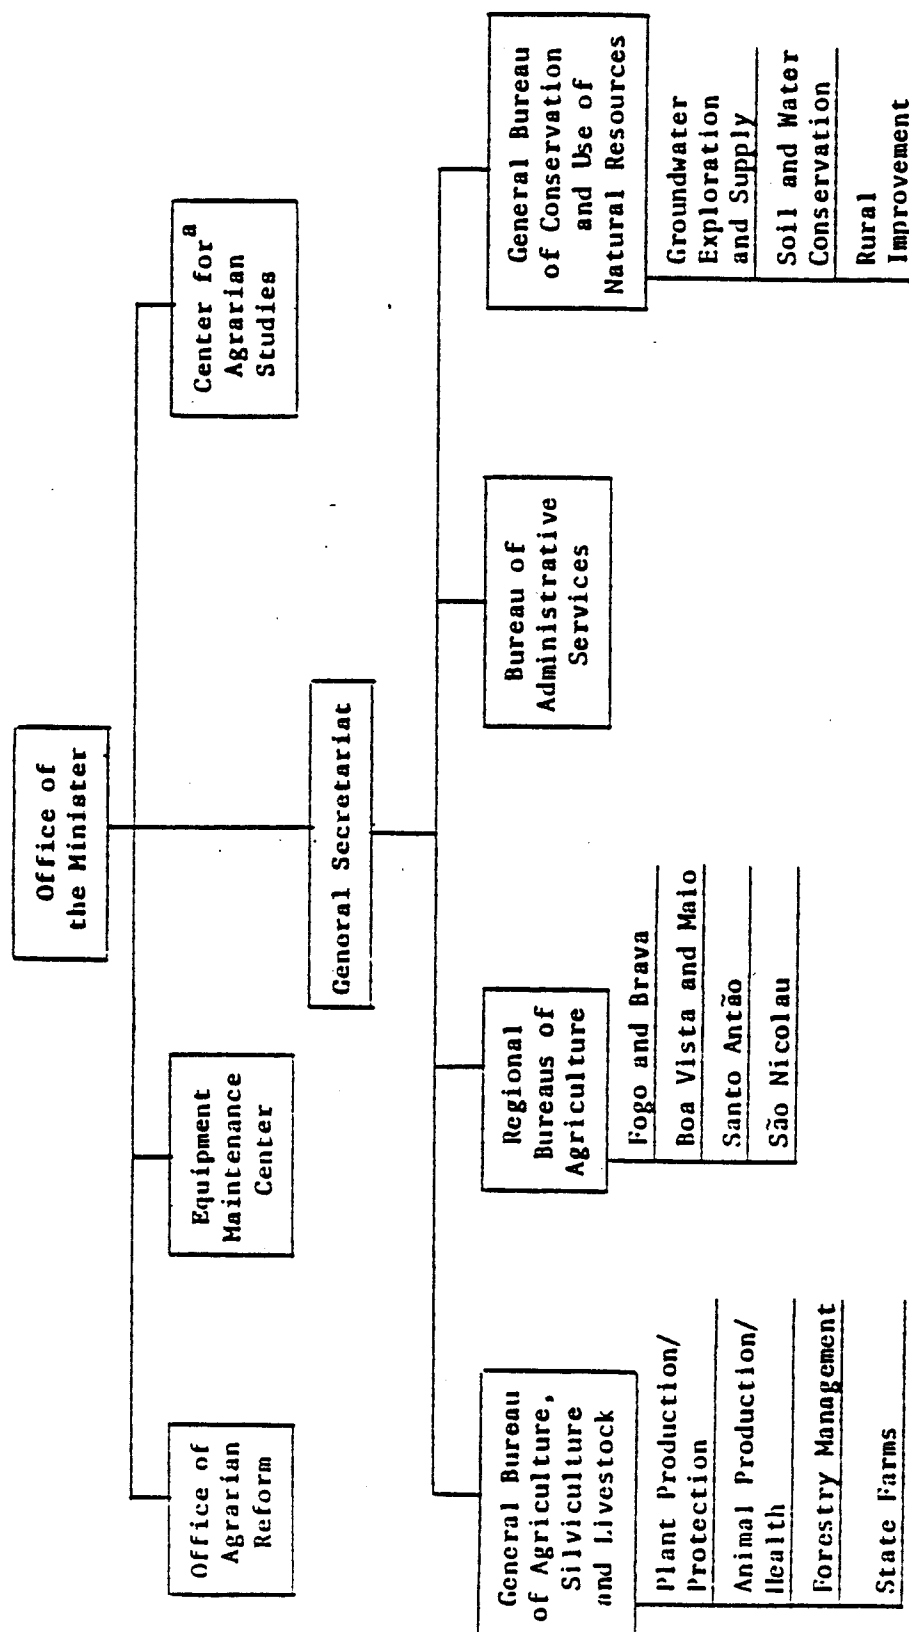 Office of
the Minister
Office of
Agrarian
Reform
Equipment
Maintenance
Center
Center for a
Agrarian
Studies
Genoral Secretariat
General Bureau
of Agriculture,
Silviculture
and Livestock
Plant Production/
Protection
Animal Production/
Health
Forestry Management
State Farms
Regional
Bureaus of
Agriculture
Fogo and Brava
Boa Vista and Maio
Santo Antão
São Nicolau
Bureau of
Administrative
Services
General Bureau
of Conservation
and Use of
Natural Resources
Groundwater
Exploration
and Supply
Soil and Water
Conservation
Rural
Improvement